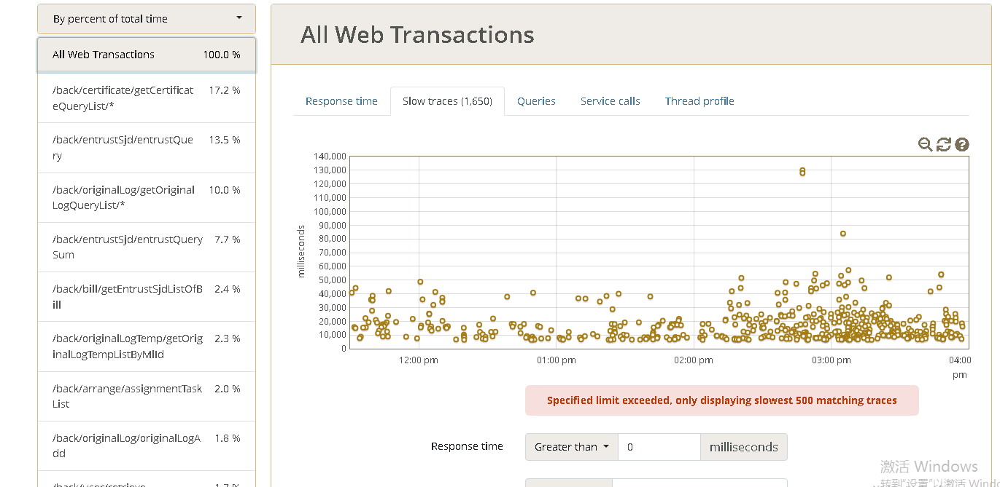 By percent of total time
All Web Transactions 100.0 %
/back/certificate/getCertificat 17.2 %
eQueryList/*
/back/entrustSjd/entrustQue 13.5 %
ry
/back/originalLog/getOriginal 10.0 %
LogQueryList/*
/back/entrustSjd/entrustQuery 7.7 %
Sum
/back/bill/getEntrustSjdListOfB 2.4 %
ill
/back/originalLogTemp/getOrig 2.3 %
inalLogTempListByMllId
/back/arrange/assignmentTask 2.0 %
List
/back/originalLog/originalLogA 1.8 %
dd
/back/user/retrieve 1.7 %
All Web Transactions
Response time
Slow traces (1,650)
Queries
Service calls
Thread profile
milliseconds
140,000
130,000
120,000
110,000
100,000
90,000
80,000
70,000
60,000
50,000
40,000
30,000
20,000
10,000
0
12:00 pm
01:00 pm
02:00 pm
03:00 pm
04:00
pm
Specified limit exceeded, only displaying slowest 500 matching traces
Response time Greater than 0 milliseconds
激活 Windows
转到"设置"以激活 Wind